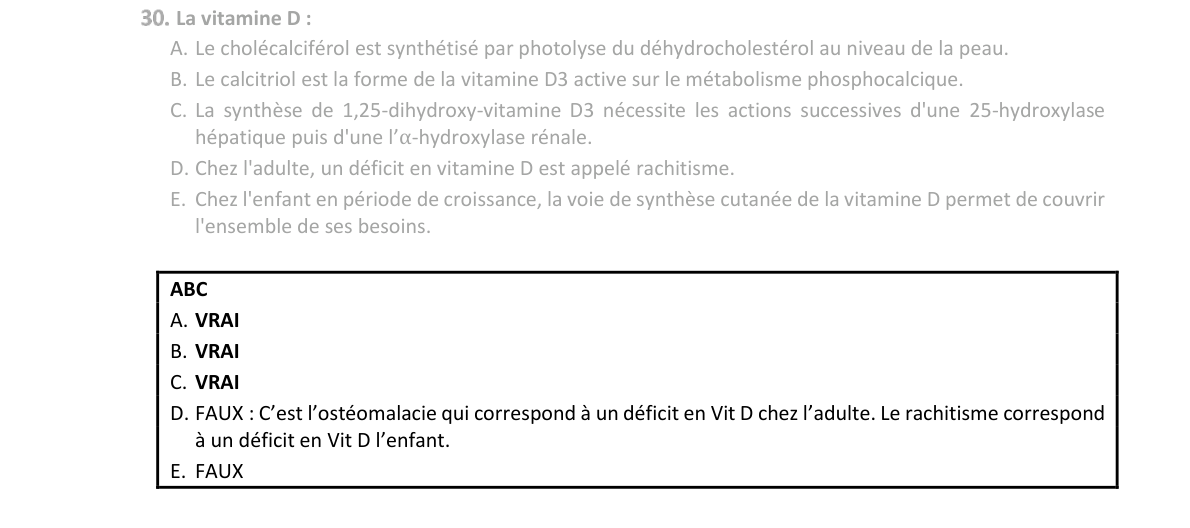 30. La vitamine D :
A. Le cholécalciférol est synthétisé par photolyse du déhydrocholestérol au niveau de la peau.
B. Le calcitriol est la forme de la vitamine D3 active sur le métabolisme phosphocalcique.
C. La synthèse de 1,25-dihydroxy-vitamine D3 nécessite les actions successives d'une 25-hydroxylase
hépatique puis d'une l’α-hydroxylase rénale.
D. Chez l'adulte, un déficit en vitamine D est appelé rachitisme.
E. Chez l'enfant en période de croissance, la voie de synthèse cutanée de la vitamine D permet de couvrir
l'ensemble de ses besoins.
ABC
A. VRAI
B. VRAI
C. VRAI
D. FAUX : C’est l’ostéomalacie qui correspond à un déficit en Vit D chez l’adulte. Le rachitisme correspond
à un déficit en Vit D l’enfant.
E. FAUX